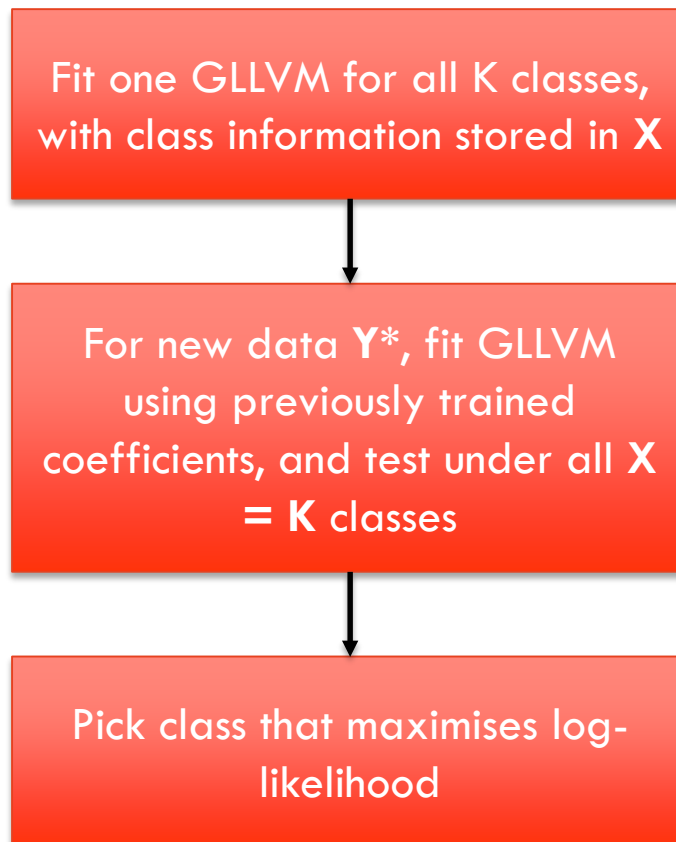 Fit one GLLVM for all K classes,
with class information stored in X
For new data Y*, fit GLLVM
using previously trained
coefficients, and test under all X
= K classes
Pick class that maximises log-
likelihood